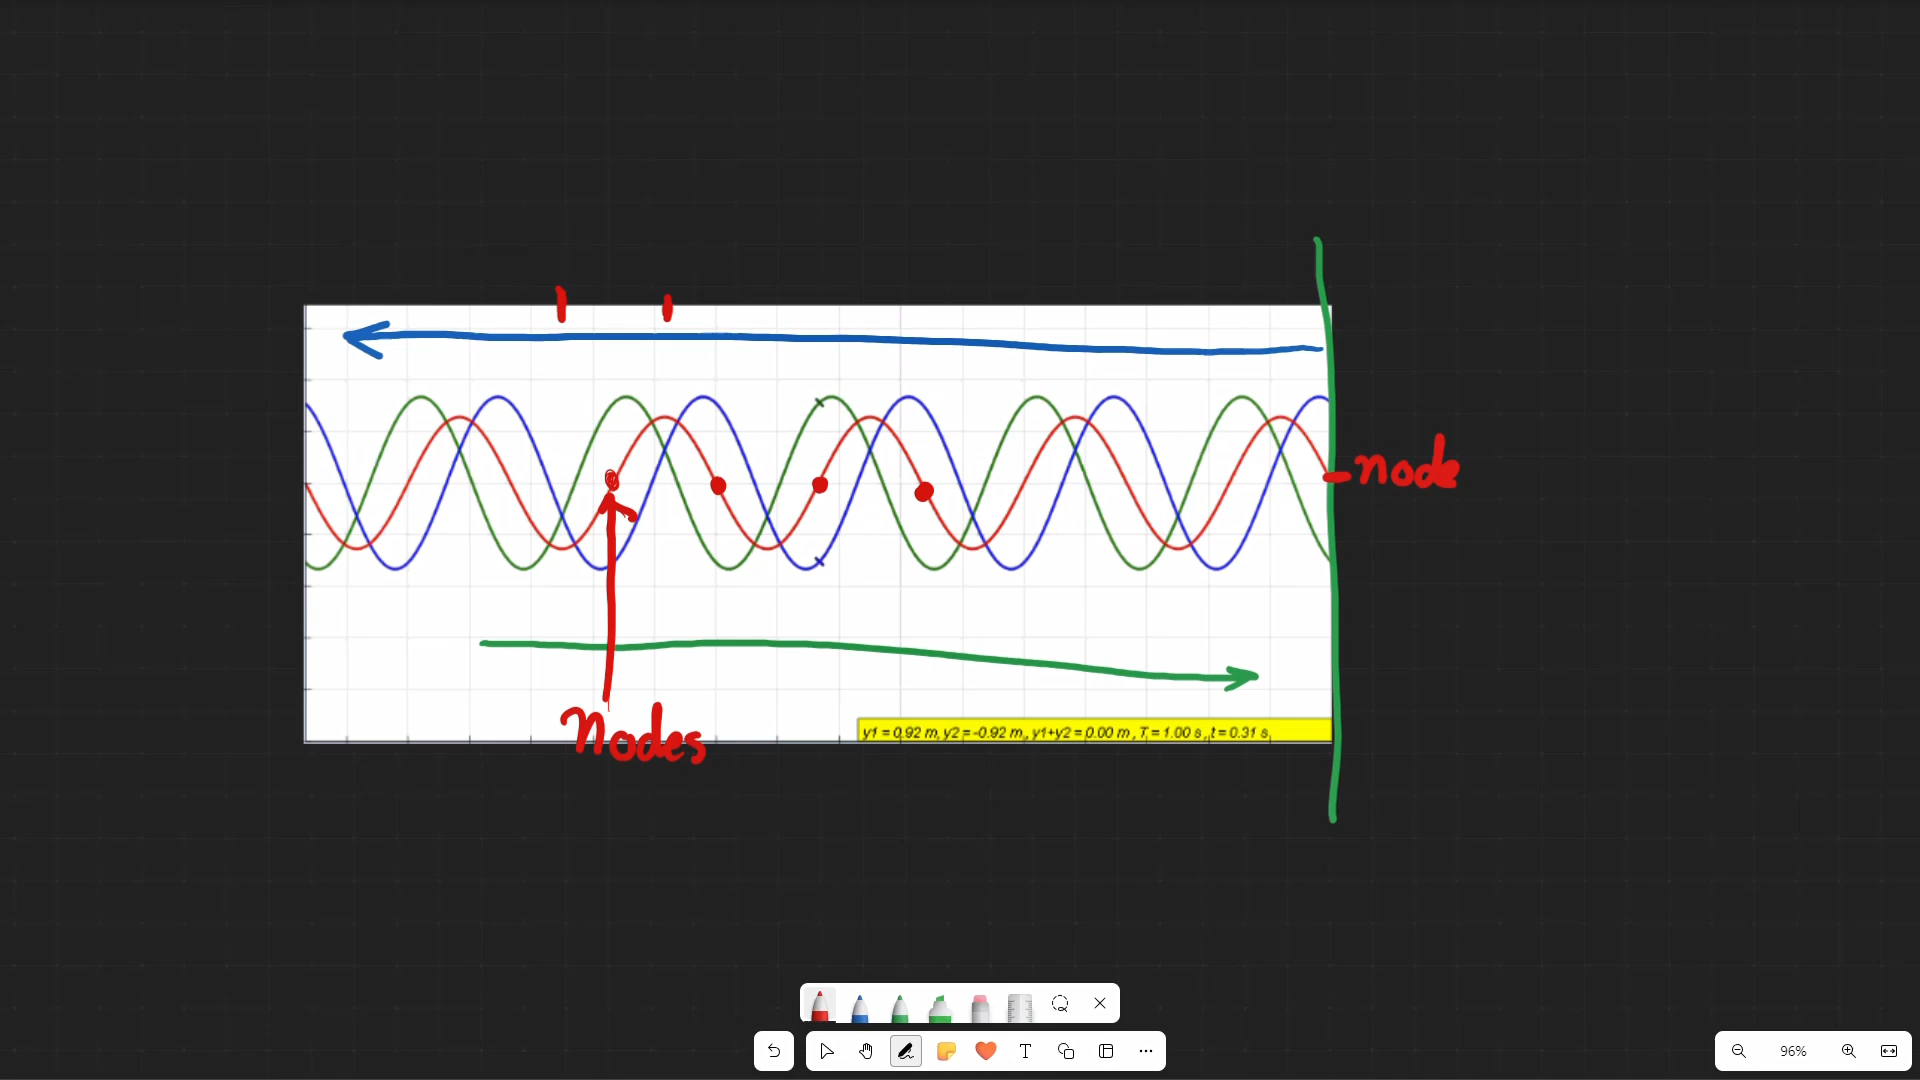 node
Nodes
y1 = 0.92 m, y2 = -0.92 m, y1+y2 = 0.00 m , T = 1.00 s , t = 0.31 s,
T
96%